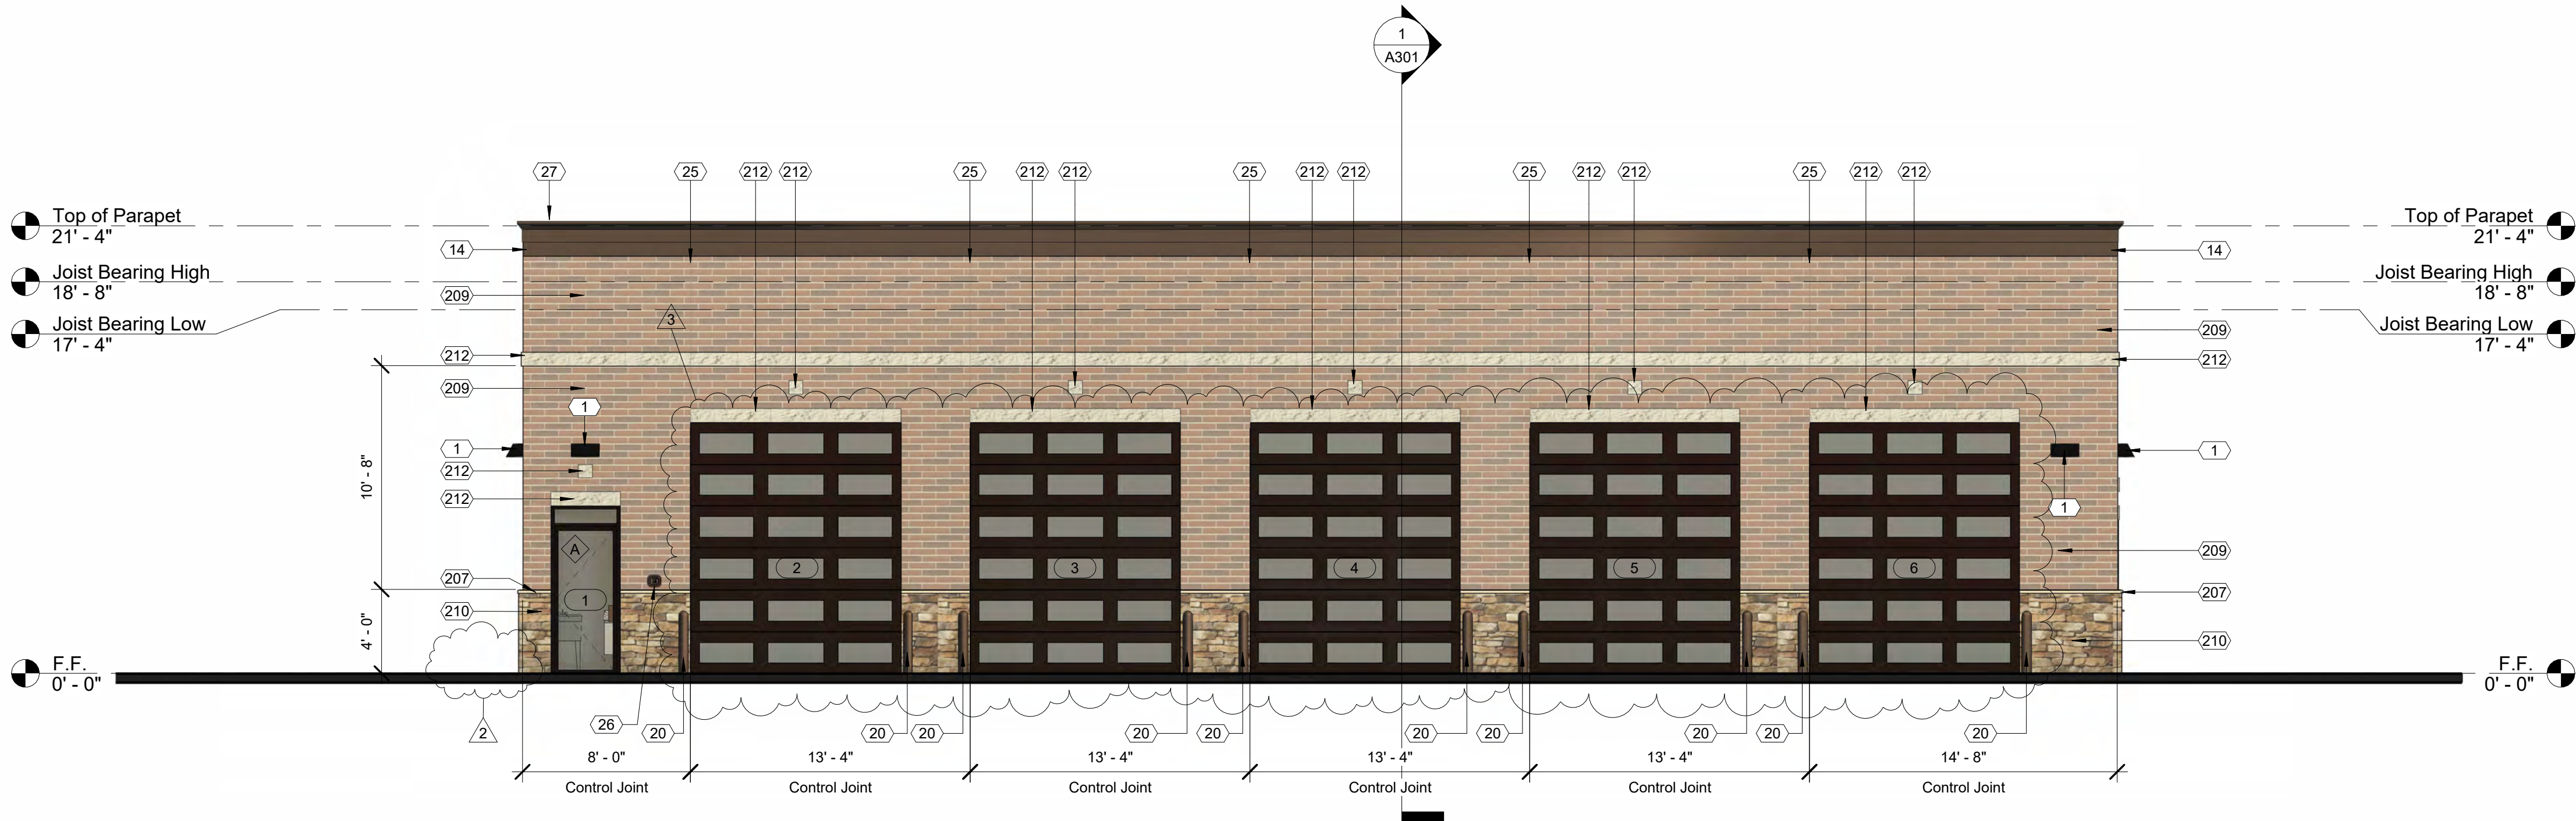 1
A301
27 25 212 212 25 212 212 25 212 212 25 212 212 25 212 212
Top of Parapet
21' - 4"
Top of Parapet
21' - 4"
14
14
Joist Bearing High
18' - 8"
Joist Bearing High
18' - 8"
209
3
Joist Bearing Low
17' - 4"
Joist Bearing Low
17' - 4"
209
212
212
209
1
1
1
212
10' - 8"
212
1
A
209
2 3 4 5 6
207
207
1
210
210
4' - 0"
F.F.
0' - 0"
F.F.
0' - 0"
2
26
20 20 20 20 20 20 20 20 20 20
8' - 0" 13' - 4" 13' - 4" 13' - 4" 13' - 4" 14' - 8"
Control Joint Control Joint Control Joint Control Joint Control Joint Control Joint